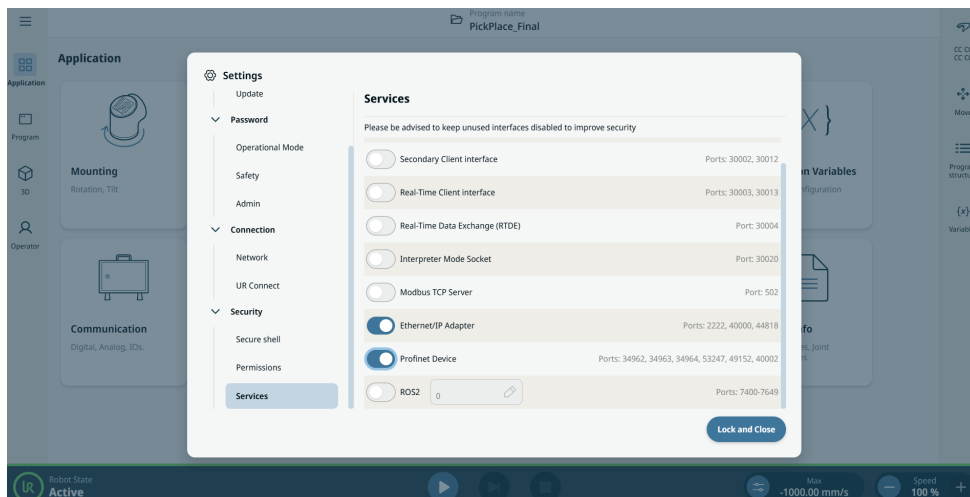 Program name
PickPlace_Final
Application
Application
Program
3D
Operator
Mounting
Rotation, Tilt
Communication
Digital, Analog, IOs.
Settings
Update
Password
Operational Mode
Safety
Admin
Connection
Network
UR Connect
Security
Secure shell
Permissions
Services
Services
Please be advised to keep unused interfaces disabled to improve security
Secondary Client interface
Ports: 30002, 30012
Real-Time Client interface
Ports: 30003, 30013
Real-Time Data Exchange (RTDE)
Port: 30004
Interpreter Mode Socket
Port: 30020
Modbus TCP Server
Port: 502
Ethernet/IP Adapter
Ports: 2222, 40000, 44818
Profinet Device
Ports: 34962, 34963, 34964, 53247, 49152, 40002
ROS2
0
Ports: 7400-7649
Lock and Close
Variables
Joint
Move
{x}
UR
Robot State
Active
Max
-1000.00 mm/s
Speed
100 %